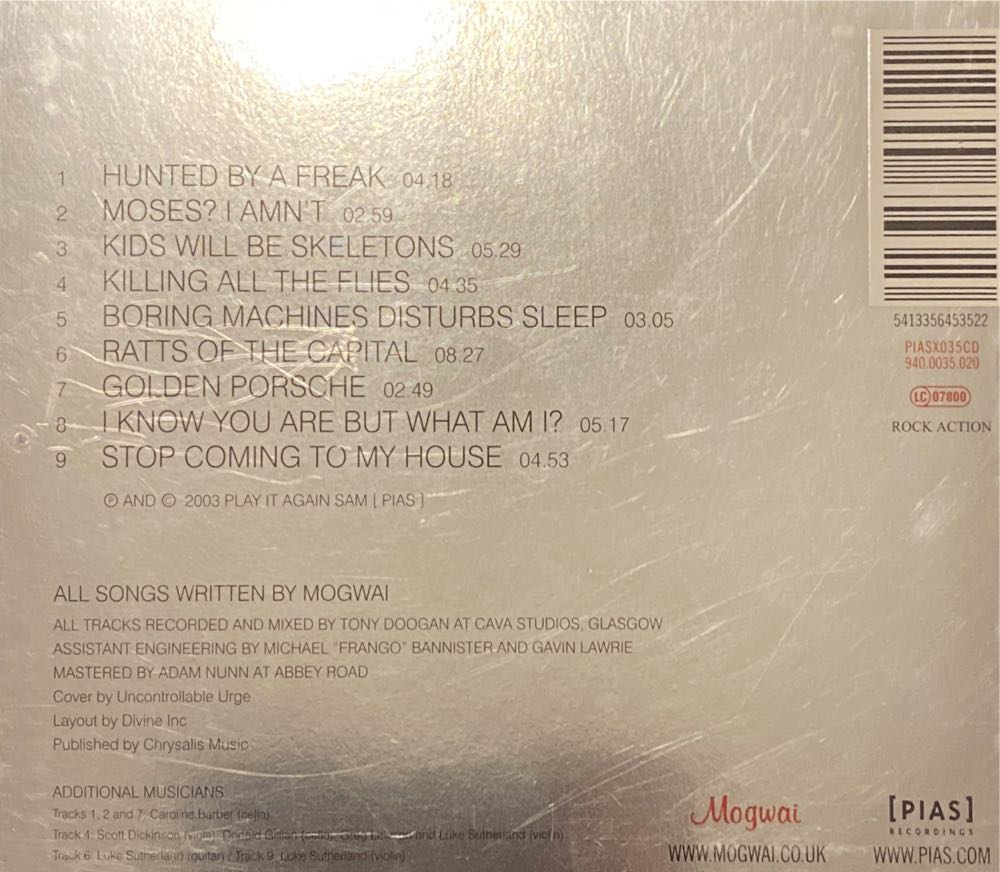 1 HUNTED BY A FREAK 04.18
2 MOSES? I AMN'T 02.59
3 KIDS WILL BE SKELETONS 05.29
4 KILLING ALL THE FLIES 04.35
5 BORING MACHINES DISTURBS SLEEP 03.05
6 RATTS OF THE CAPITAL 08.27
7 GOLDEN PORSCHE 02.49
8 I KNOW YOU ARE BUT WHAT AM I? 05.17
9 STOP COMING TO MY HOUSE 04.53
℗ AND © 2003 PLAY IT AGAIN SAM [ PIAS ]
5413356453522
PIASX035CD
940.0035.020
LC 07800
ROCK ACTION
ALL SONGS WRITTEN BY MOGWAI
ALL TRACKS RECORDED AND MIXED BY TONY DOOGAN AT CAVA STUDIOS, GLASGOW
ASSISTANT ENGINEERING BY MICHAEL "FRANGO" BANNISTER AND GAVIN LAWRIE
MASTERED BY ADAM NUNN AT ABBEY ROAD
Cover by Uncontrollable Urge
Layout by Divine Inc
Published by Chrysalis Music
ADDITIONAL MUSICIANS
Tracks 1, 2 and 7: Caroline Barber (cello)
Track 4: Scott Dickinson (viola), Donald Gillan (cello), Greg and Luke Sutherland (violin)
Track 6: Luke Sutherland (guitar) / Track 9: Luke Sutherland (violin)
Mogwai
WWW.MOGWAI.CO.UK
[PIAS]
RECORDINGS
WWW.PIAS.COM